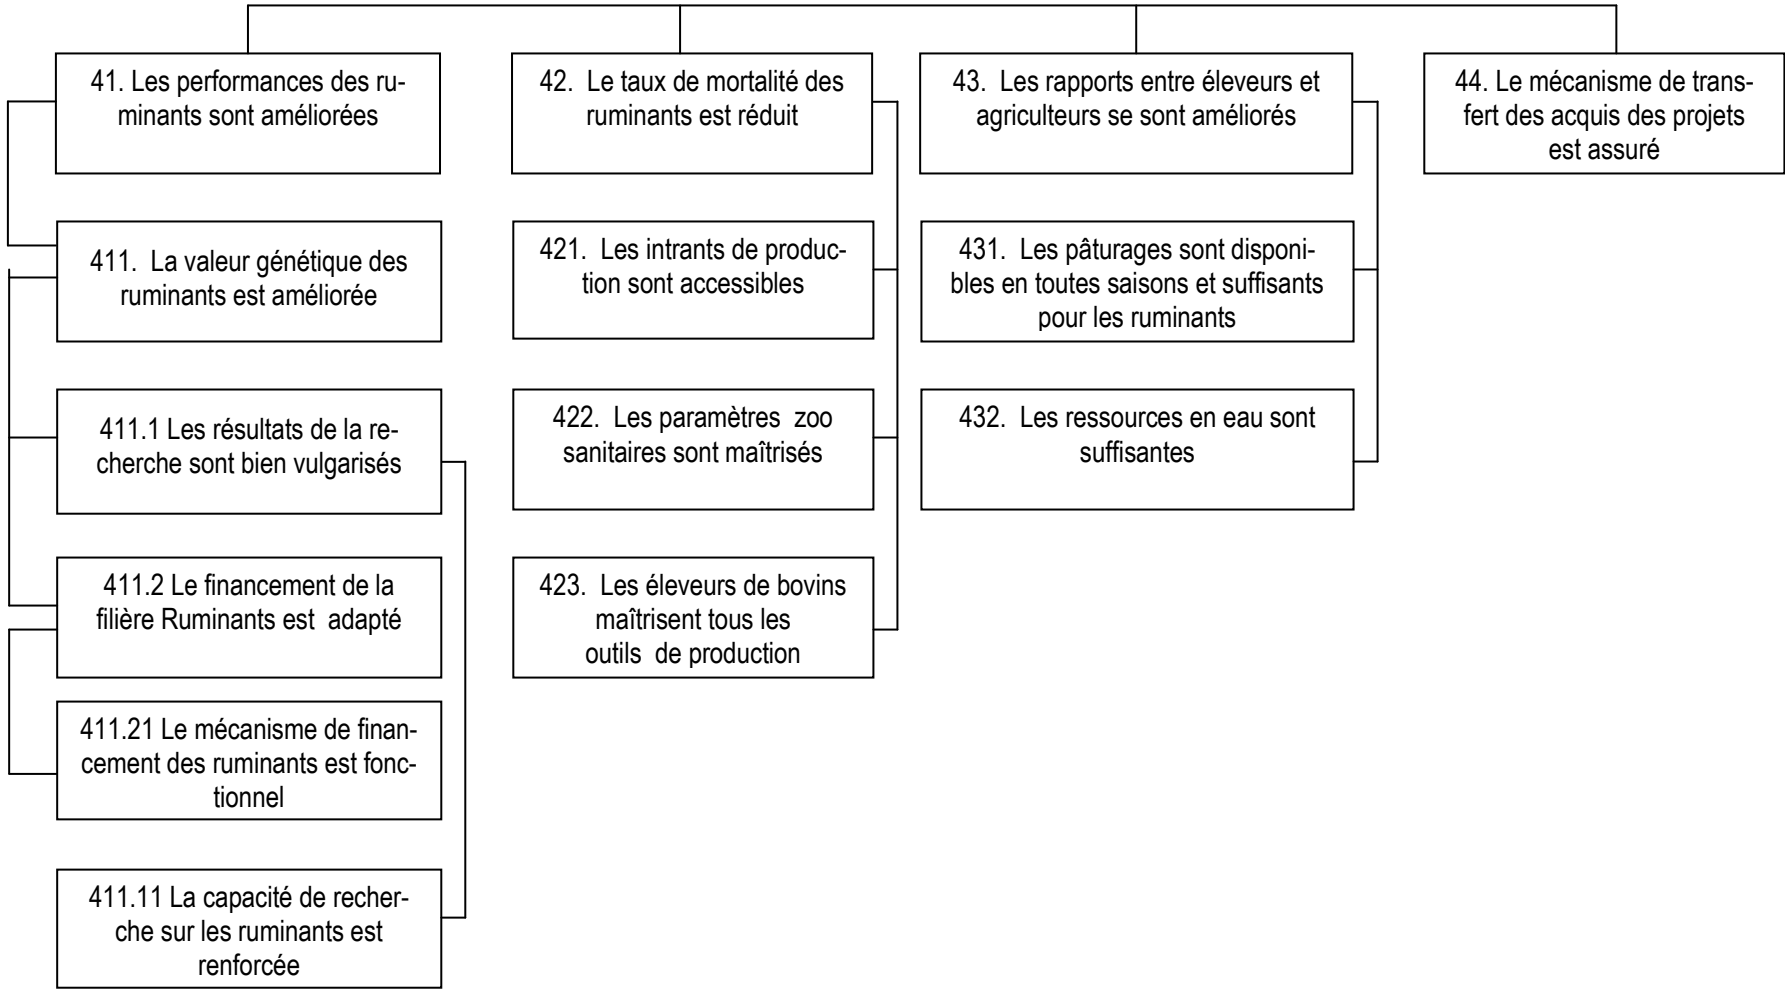 41. Les performances des ru-
minants sont améliorées
42.  Le taux de mortalité des
ruminants est réduit
43.  Les rapports entre éleveurs et
agriculteurs se sont améliorés
44. Le mécanisme de trans-
fert des acquis des projets
est assuré
411.  La valeur génétique des
ruminants est améliorée
421.  Les intrants de produc-
tion sont accessibles
431.  Les pâturages sont disponi-
bles en toutes saisons et suffisants
pour les ruminants
411.1 Les résultats de la re-
cherche sont bien vulgarisés
422.  Les paramètres  zoo
sanitaires sont maîtrisés
432.  Les ressources en eau sont
suffisantes
411.2 Le financement de la
filière Ruminants est  adapté
423.  Les éleveurs de bovins
maîtrisent tous les
outils  de production
411.21 Le mécanisme de finan-
cement des ruminants est fonc-
tionnel
411.11 La capacité de recher-
che sur les ruminants est
renforcée